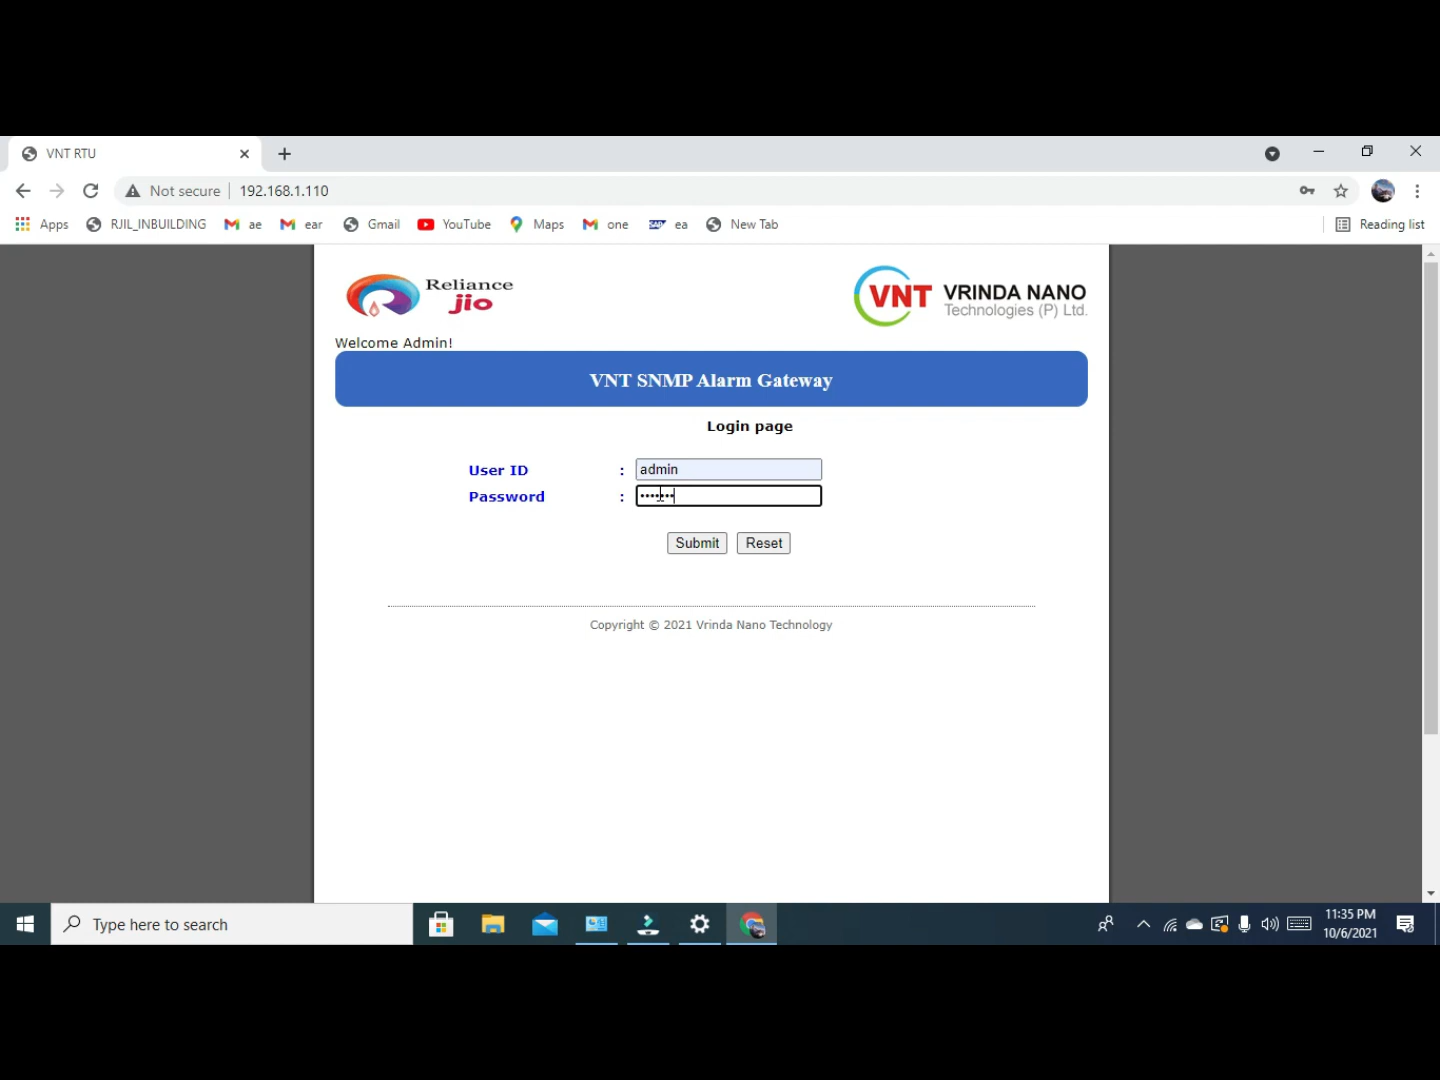 VNT RTU
Not secure 192.168.1.110
Apps RJIL_INBUILDING ae ear Gmail YouTube Maps one ea New Tab Reading list
Reliance
jio
VNT VRINDA NANO
Technologies (P) Ltd.
Welcome Admin!
VNT SNMP Alarm Gateway
Login page
User ID : admin
Password : •••••••
Submit Reset
Copyright © 2021 Vrinda Nano Technology
Type here to search
11:35 PM
10/6/2021